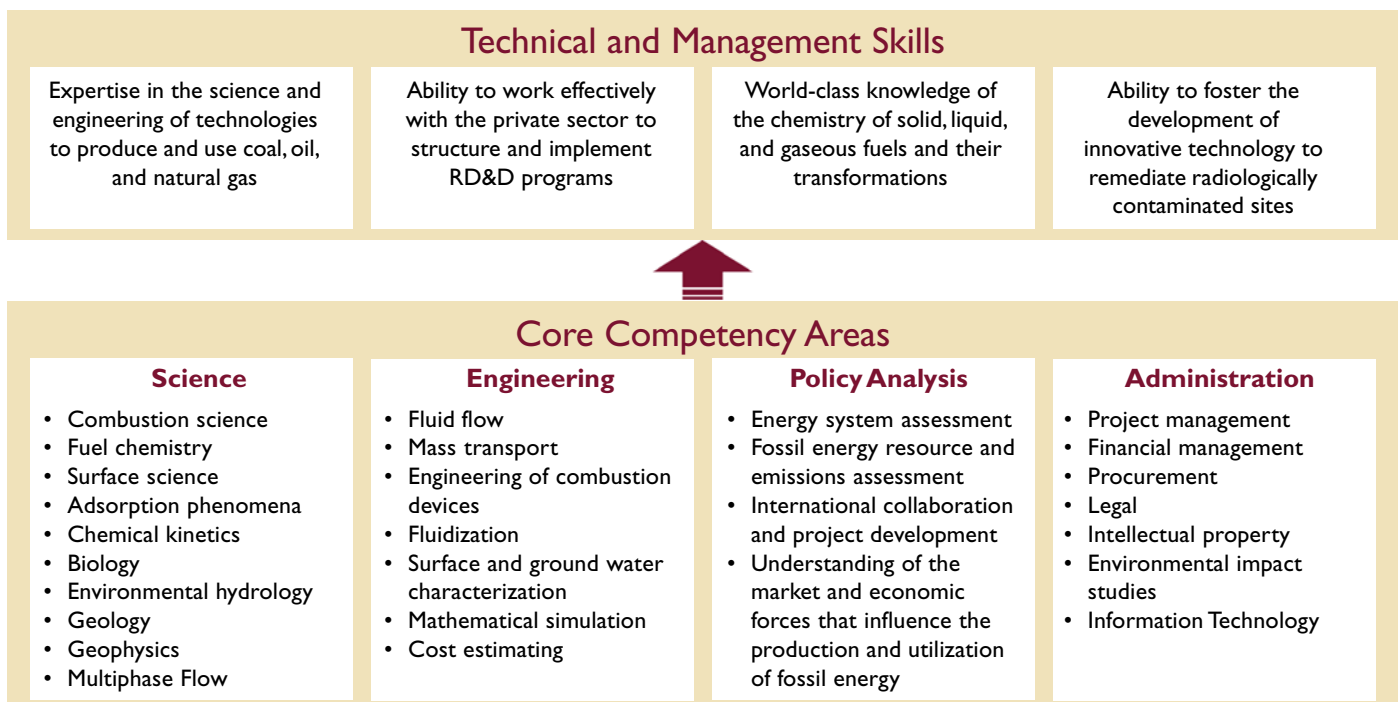 Technical and Management Skills
Expertise in the science and
engineering of technologies
to produce and use coal, oil,
and natural gas
Ability to work effectively
with the private sector to
structure and implement
RD&D programs
World-class knowledge of
the chemistry of solid, liquid,
and gaseous fuels and their
transformations
Ability to foster the
development of
innovative technology to
remediate radiologically
contaminated sites
Core Competency Areas
Science
• Combustion science
• Fuel chemistry
• Surface science
• Adsorption phenomena
• Chemical kinetics
• Biology
• Environmental hydrology
• Geology
• Geophysics
• Multiphase Flow
Engineering
• Fluid flow
• Mass transport
• Engineering of combustion
devices
• Fluidization
• Surface and ground water
characterization
• Mathematical simulation
• Cost estimating
Policy Analysis
• Energy system assessment
• Fossil energy resource and
emissions assessment
• International collaboration
and project development
• Understanding of the
market and economic
forces that influence the
production and utilization
of fossil energy
Administration
• Project management
• Financial management
• Procurement
• Legal
• Intellectual property
• Environmental impact
studies
• Information Technology